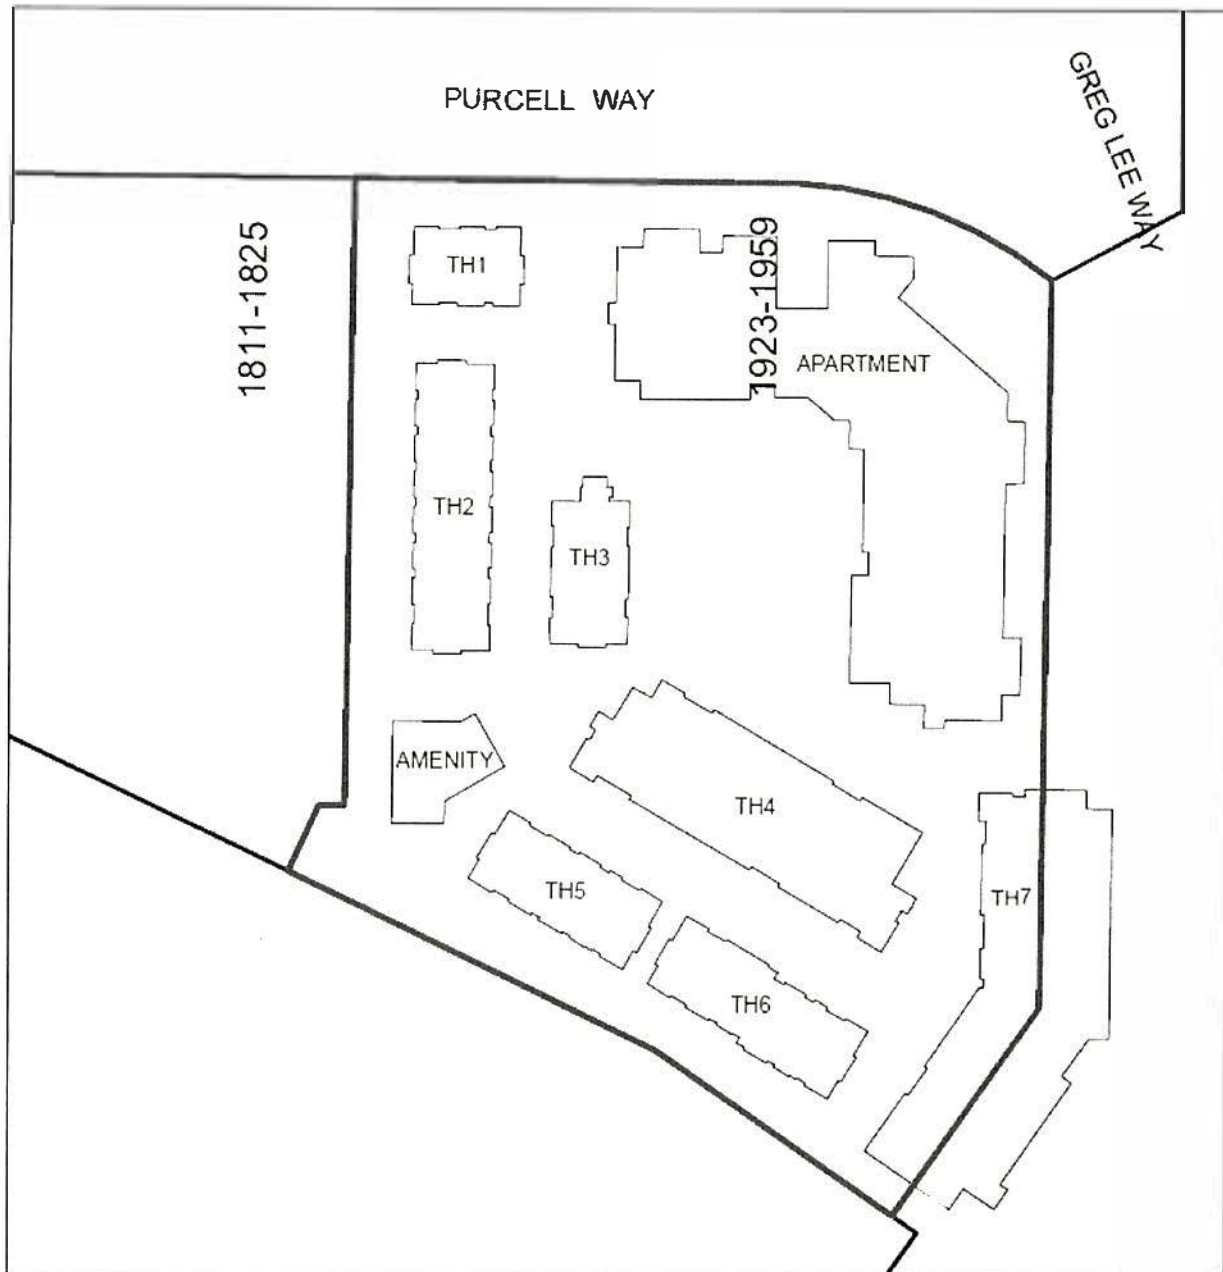 PURCELL WAY
GREG LEE WAY
1811-1825
1923-1959
TH1
APARTMENT
TH2
TH3
AMENITY
TH4
TH5
TH7
TH6